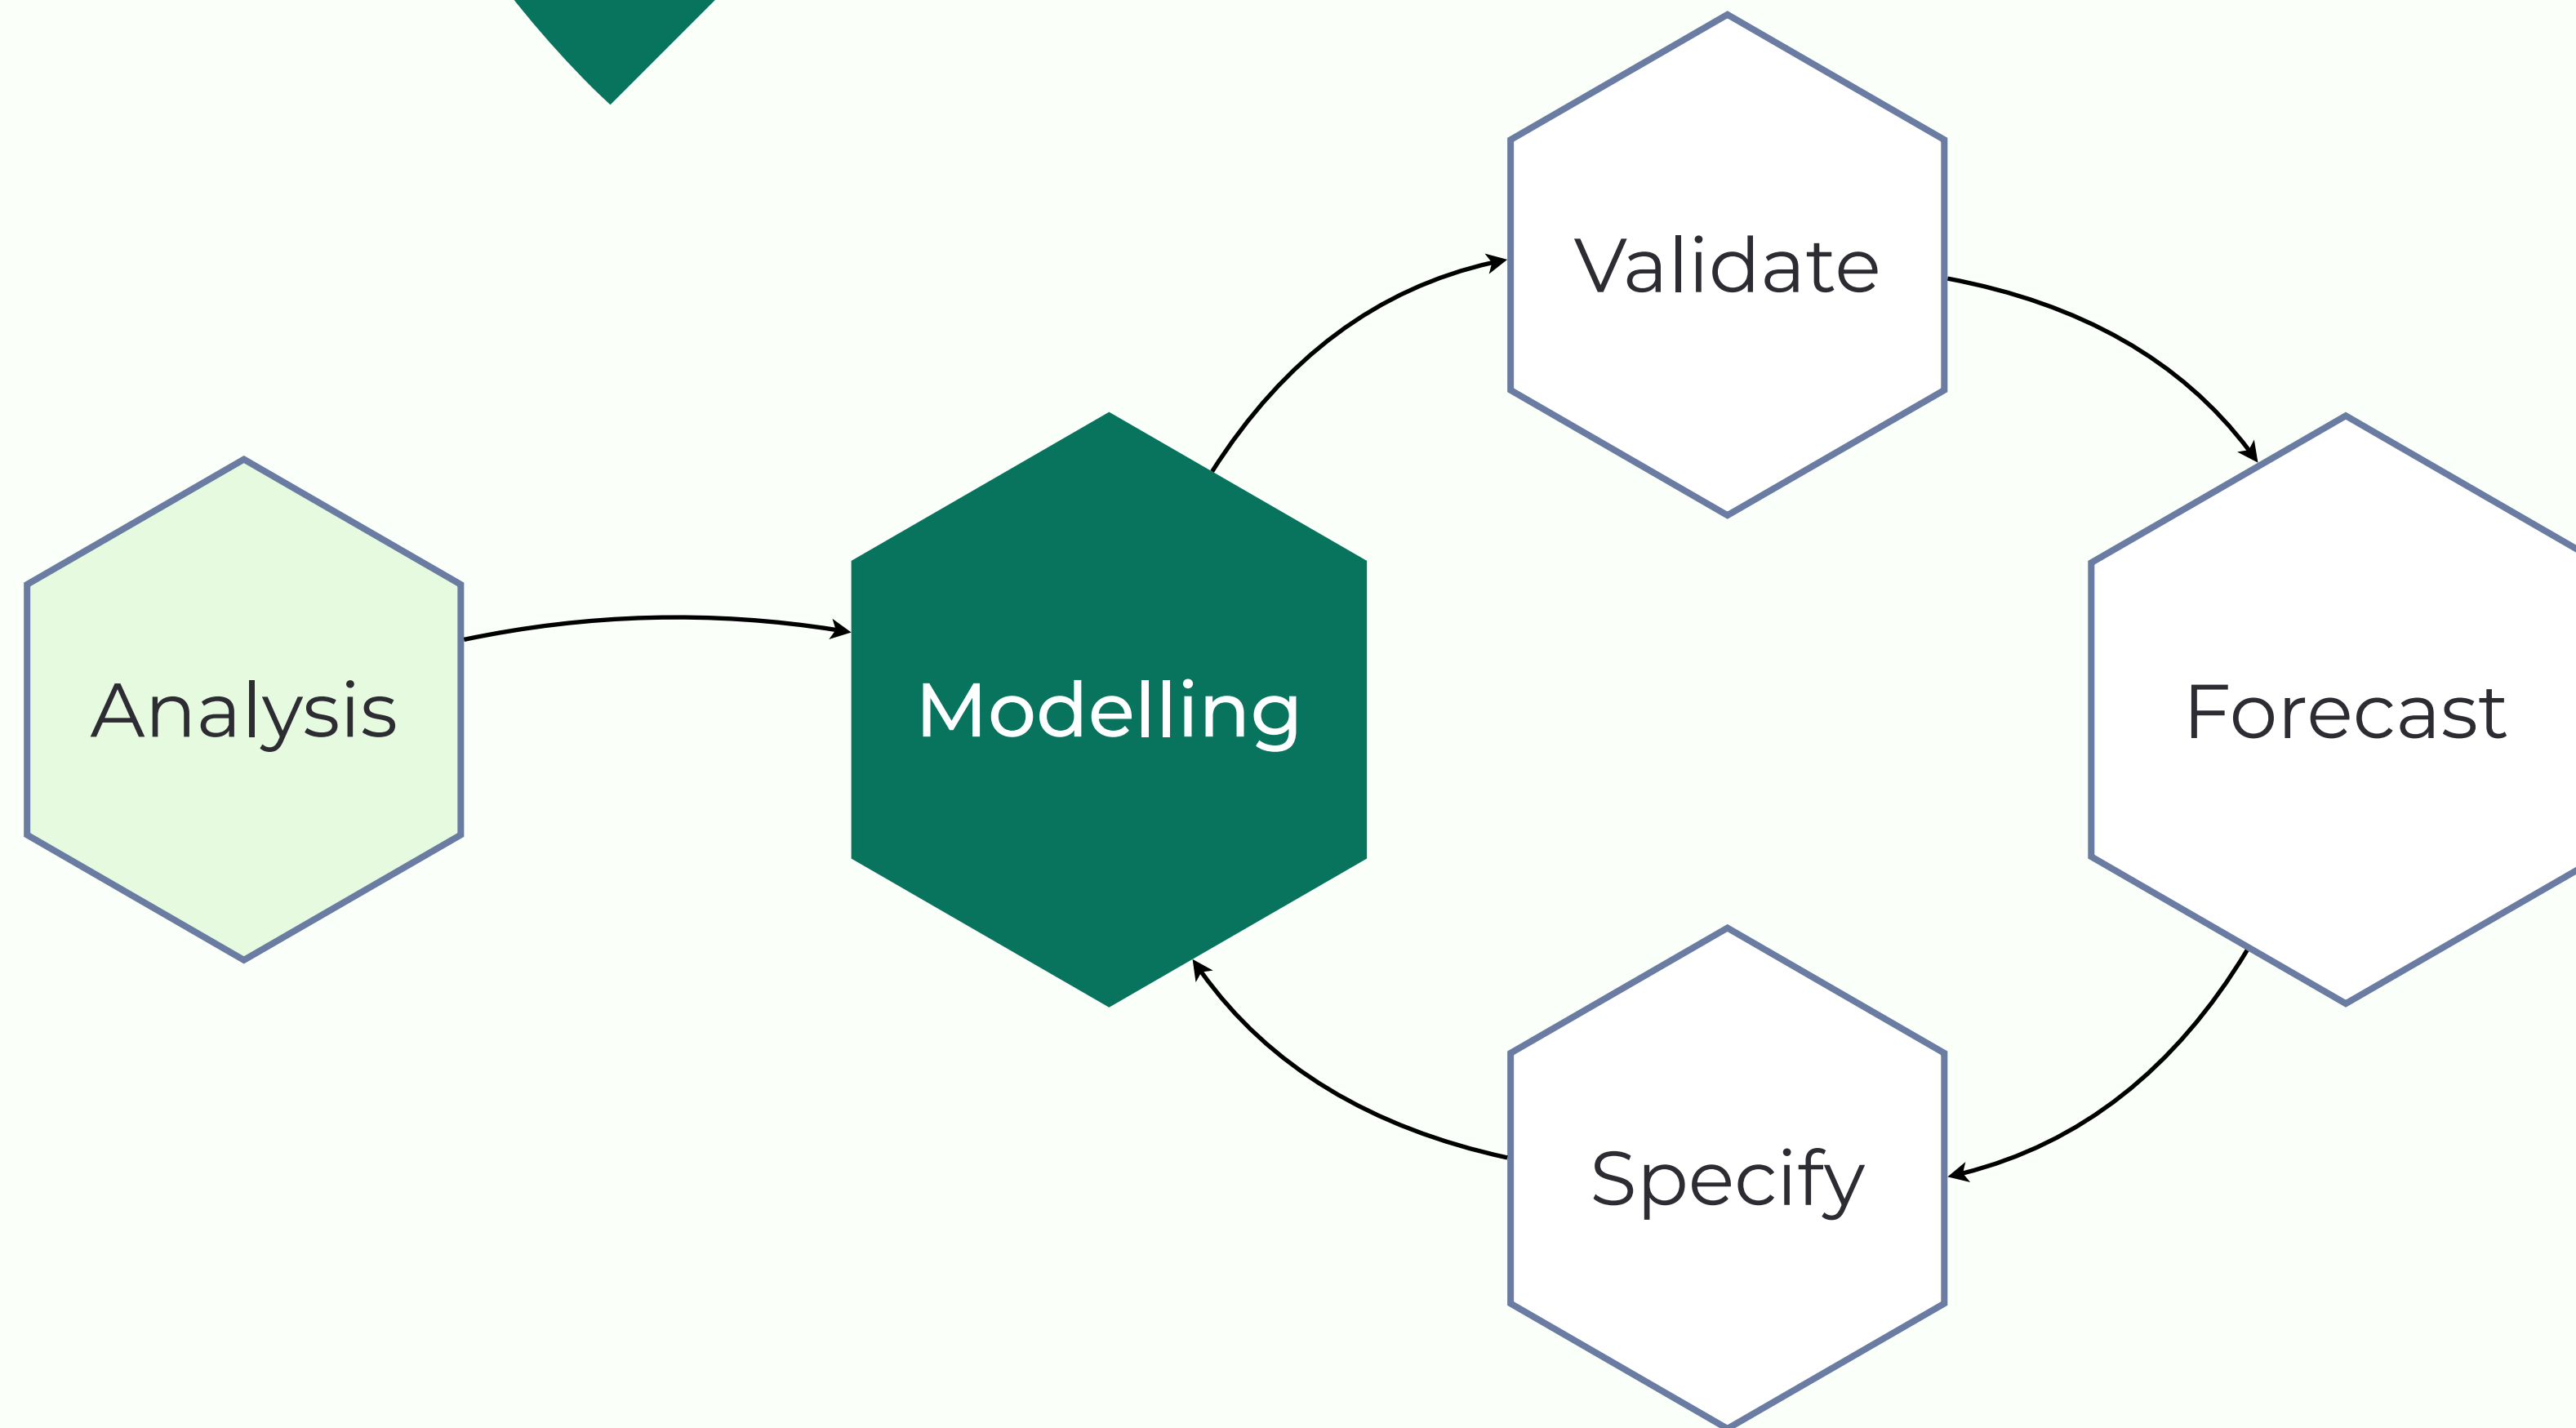 Validate
Analysis
Modelling
Forecast
Specify